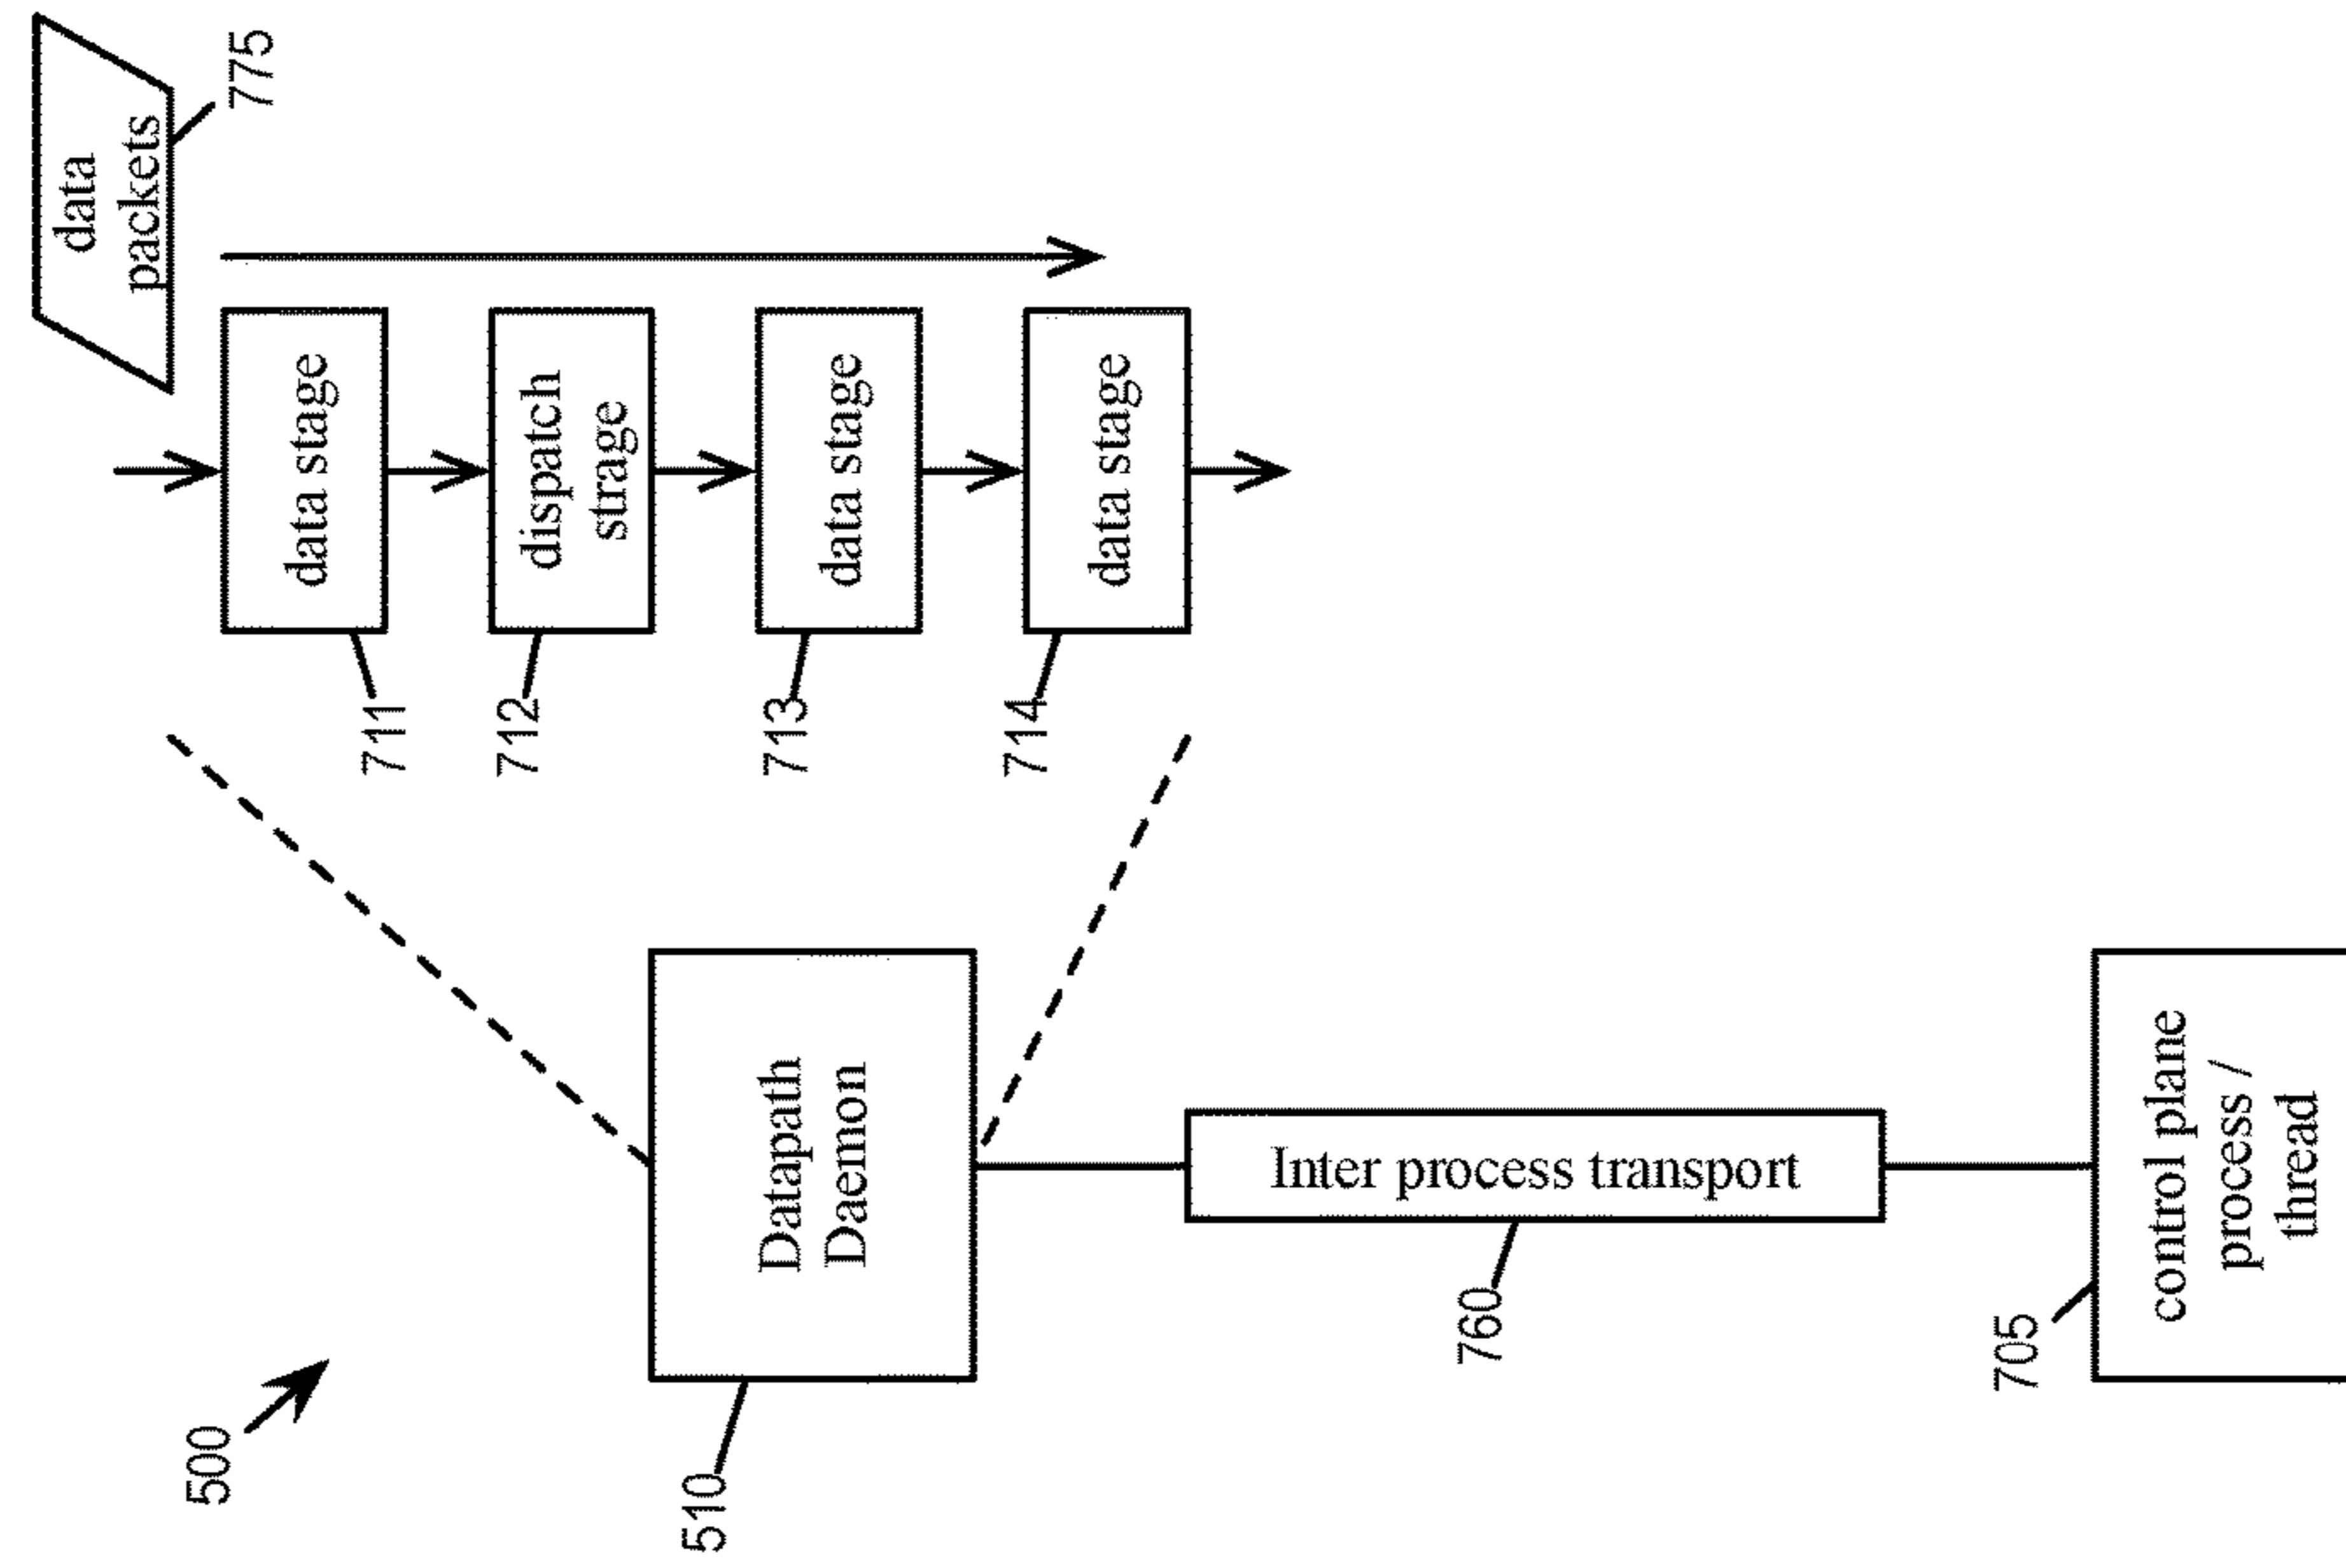 500
data
packets
775
data stage
711
dispatch
strage
712
data stage
713
data stage
714
Datapath
Daemon
510
Inter process transport
760
control plane
process /
thread
705